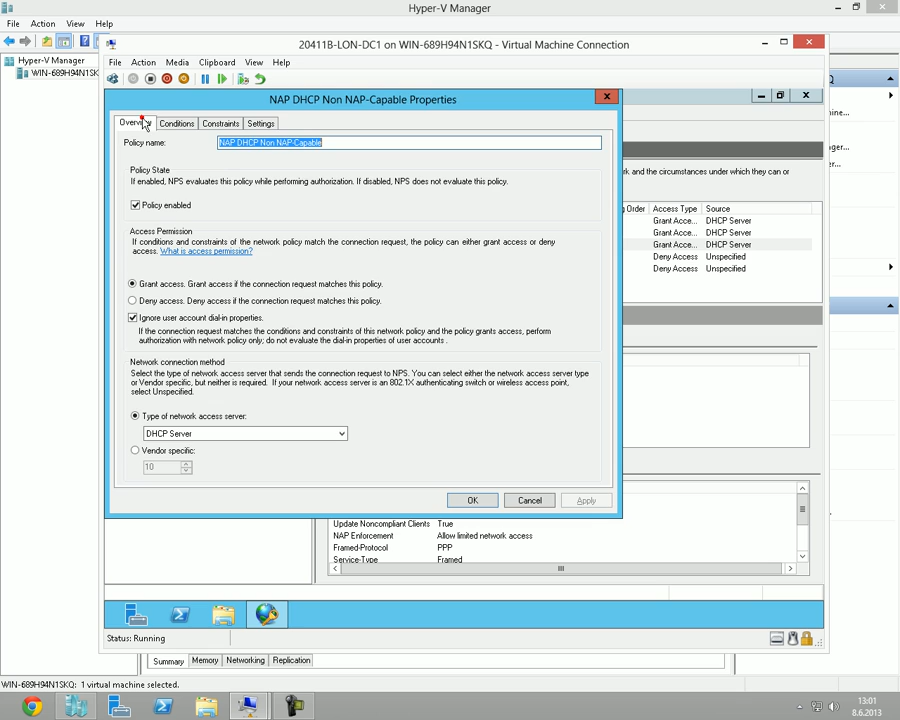 Hyper-V Manager
File Action View Help
Hyper-V Manager
WIN-689H94N1SK
20411B-LON-DC1 on WIN-689H94N1SKQ - Virtual Machine Connection
File Action Media Clipboard View Help
NAP DHCP Non NAP-Capable Properties
Overview Conditions Constraints Settings
Policy name: NAP DHCP Non NAP-Capable
Policy State
If enabled, NPS evaluates this policy while performing authorization. If disabled, NPS does not evaluate this policy.
Policy enabled
Access Permission
If conditions and constraints of the network policy match the connection request, the policy can either grant access or deny
access. What is access permission?
Grant access. Grant access if the connection request matches this policy.
Deny access. Deny access if the connection request matches this policy.
Ignore user account dial-in properties.
If the connection request matches the conditions and constraints of this network policy and the policy grants access, perform
authorization with network policy only; do not evaluate the dial-in properties of user accounts .
Network connection method
Select the type of network access server that sends the connection request to NPS. You can select either the network access server type
or Vendor specific, but neither is required. If your network access server is an 802.1X authenticating switch or wireless access point,
select Unspecified.
Type of network access server:
DHCP Server
Vendor specific:
10
OK Cancel Apply
rk and the circumstances under which they can or
g Order Access Type Source
Grant Acce... DHCP Server
Grant Acce... DHCP Server
Grant Acce... DHCP Server
Deny Access Unspecified
Deny Access Unspecified
Q
ine...
ger...
er...
Update Noncompliant Clients True
NAP Enforcement Allow limited network access
Framed-Protocol PPP
Service-Type Framed
Status: Running
Summary Memory Networking Replication
WIN-689H94N1SKQ: 1 virtual machine selected.
13:01
8.6.2013